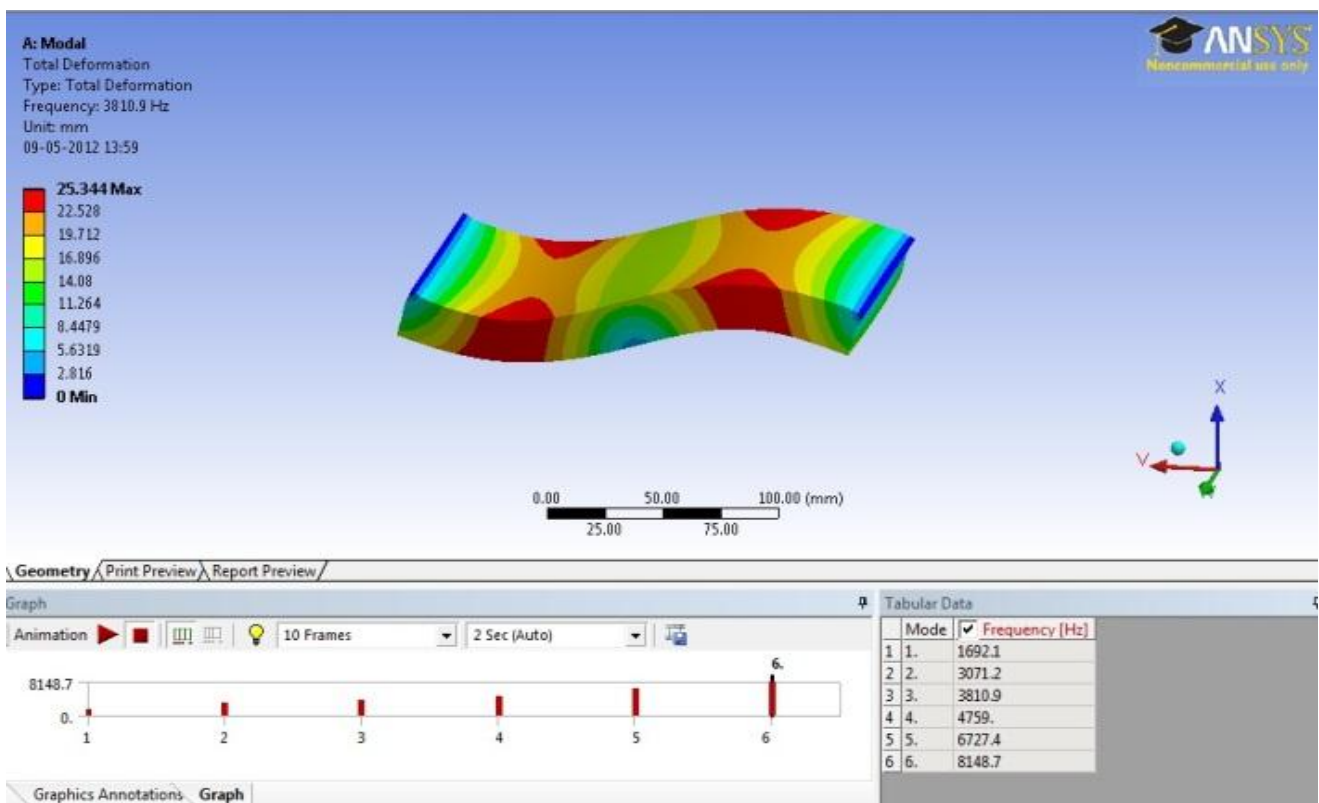 A: Modal
Total Deformation
Type: Total Deformation
Frequency: 3810.9 Hz
Unit: mm
09-05-2012 13:59
ANSYS
Noncommercial use only
25.344 Max
22.528
19.712
16.896
14.08
11.264
8.4479
5.6319
2.816
0 Min
X
Y
0.00 50.00 100.00 (mm)
25.00 75.00
Geometry Print Preview Report Preview
Graph
Animation 10 Frames 2 Sec (Auto)
6.
8148.7
0.
1 2 3 4 5 6
Graphics Annotations Graph
Tabular Data
Mode Frequency [Hz]
1 1. 1692.1
2 2. 3071.2
3 3. 3810.9
4 4. 4759.
5 5. 6727.4
6 6. 8148.7